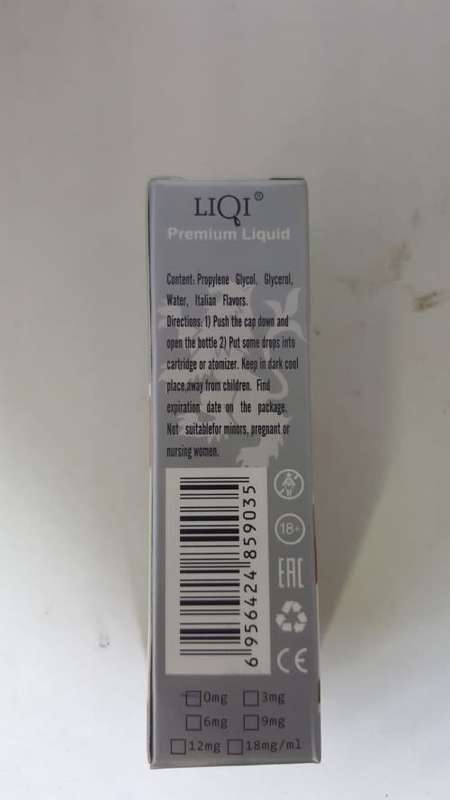 LIQI®
Premium Liquid
Content: Propylene Glycol. Glycerol,
Water, Italian Flavors.
Directions: 1) Push the cap down and
open the bottle 2) Put some drops into
cartridge or atomizer. Keep in dark cool
place,away from children. Find
expiration date on the package.
Not suitablefor minors, pregnant or
nursing women.
6 956424 859035
18+
EAC
CE
0mg 3mg
6mg 9mg
12mg 18mg/ml